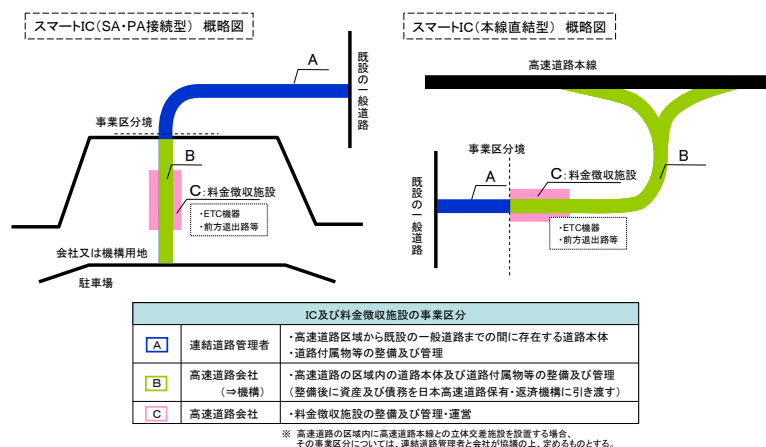 スマートIC(SA・PA接続型) 概略図
A
既設の一般道路
事業区分境
B
C:料金徴収施設
・ETC機器
・前方退出路等
会社又は機構用地
駐車場
スマートIC(本線直結型) 概略図
高速道路本線
事業区分境
B
A
C:料金徴収施設
既設の一般道路
・ETC機器
・前方退出路等
IC及び料金徴収施設の事業区分
A 連結道路管理者 ・高速道路区域から既設の一般道路までの間に存在する道路本体
・道路付属物等の整備及び管理
B 高速道路会社 ・高速道路の区域内の道路本体及び道路付属物等の整備及び管理
(⇒機構) (整備後に資産及び債務を日本高速道路保有・返済機構に引き渡す)
C 高速道路会社 ・料金徴収施設の整備及び管理・運営
※ 高速道路の区域内に高速道路本線との立体交差施設を設置する場合、
その事業区分については、連結道路管理者と会社が協議の上、定めるものとする。